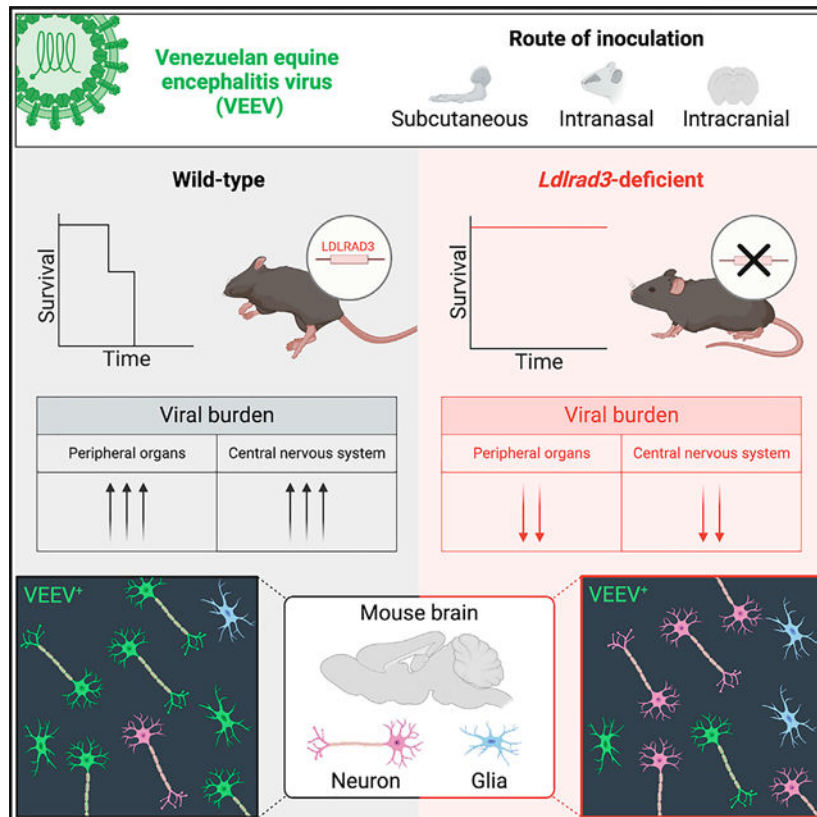 Venezuelan equine
encephalitis virus
(VEEV)
Route of inoculation
Subcutaneous
Intranasal
Intracranial
Wild-type
Survival
Time
LDLRAD3
Viral burden
Peripheral organs
Central nervous system
Ldlrad3-deficient
Survival
Time
Viral burden
Peripheral organs
Central nervous system
VEEV+
Mouse brain
Neuron
Glia
VEEV+